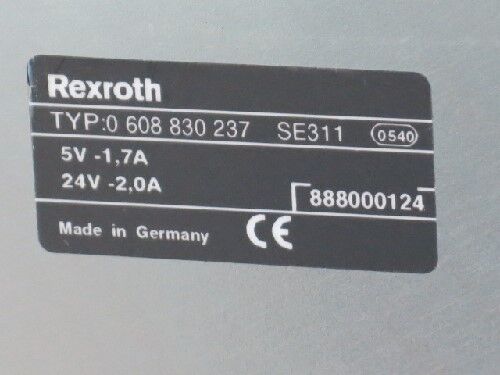 Rexroth
TYP:0 608 830 237 SE311 0540
5V -1,7A
24V -2,0A
888000124
Made in Germany CE